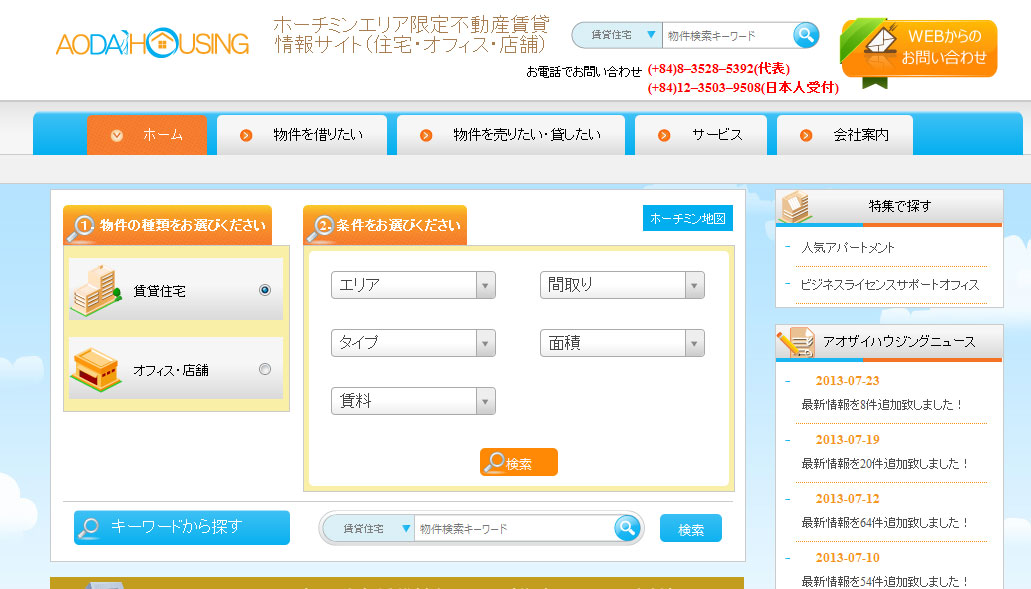 AODAI HOUSING
ホーチミンエリア限定不動産賃貸
情報サイト(住宅・オフィス・店舗)
賃貸住宅 物件検索キーワード
WEBからの
お問い合わせ
お電話でお問い合わせ (+84)8–3528–5392(代表)
(+84)12–3503–9508(日本人受付)
ホーム 物件を借りたい 物件を売りたい・貸したい サービス 会社案内
1. 物件の種類をお選びください
賃貸住宅
オフィス・店舗
2. 条件をお選びください
ホーチミン地図
エリア 間取り
タイプ 面積
賃料
検索
キーワードから探す 賃貸住宅 物件検索キーワード 検索
特集で探す
人気アパートメント
ビジネスライセンスサポートオフィス
アオザイハウジングニュース
2013-07-23
最新情報を8件追加致しました!
2013-07-19
最新情報を20件追加致しました!
2013-07-12
最新情報を64件追加致しました!
2013-07-10
最新情報を54件追加致しました!